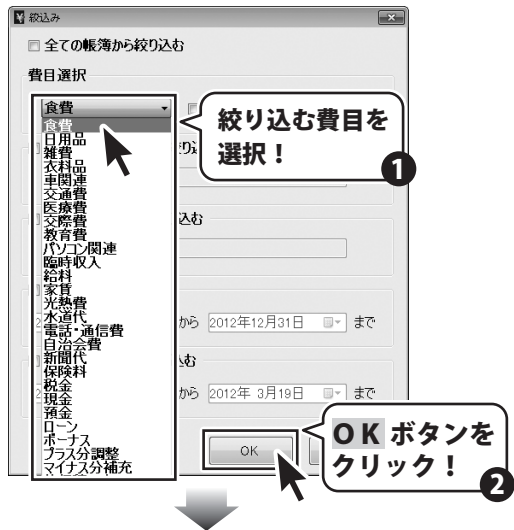 絞込み
全ての帳簿から絞り込む
費目選択
食費
絞り込む費目を
選択！
1
食費
日用品
雑費
衣料品
車関連
交通費
医療費
交際費
教育費
パソコン関連
臨時収入
給料
家賃
光熱費
水道代
電話・通信費
自治会費
新聞代
保険料
税金
現金
預金
ローン
ボーナス
プラス分調整
マイナス分補充
込む
から 2012年12月31日 まで
込む
から 2012年 3月19日 まで
OK
OK ボタンを
クリック！
2